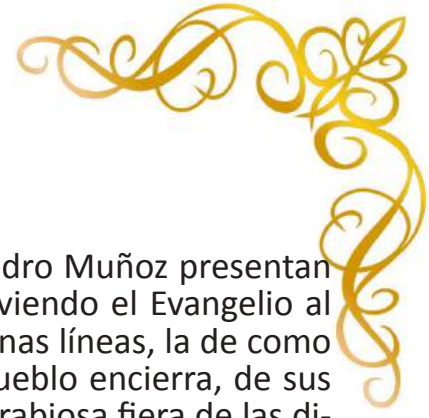 edro Muñoz presentan
viendo el Evangelio al
nas líneas, la de como
ueblo encierra, de sus
rabiosa fiera de las di-